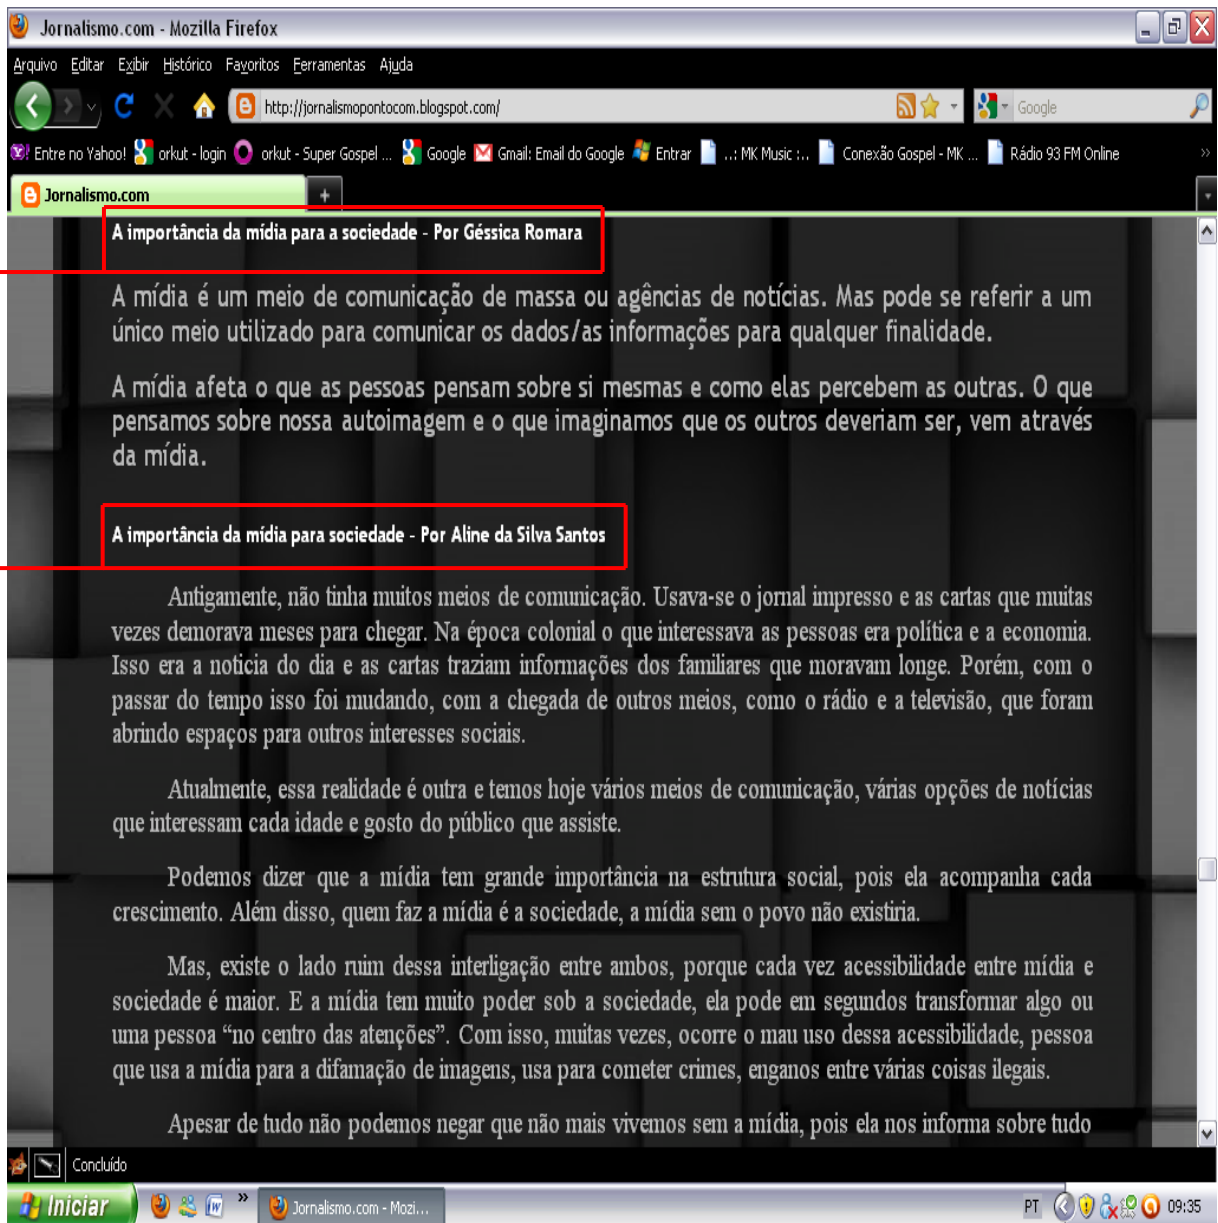 Jornalismo.com - Mozilla Firefox
Arquivo Editar Exibir Histórico Favoritos Ferramentas Ajuda
http://jornalismopontocom.blogspot.com/
Google
Entre no Yahoo! orkut - login orkut - Super Gospel ... Google Gmail: Email do Google Entrar ..: MK Music :.. Conexão Gospel - MK ... Rádio 93 FM Online »
Jornalismo.com +
A importância da mídia para a sociedade - Por Géssica Romara
A mídia é um meio de comunicação de massa ou agências de notícias. Mas pode se referir a um
único meio utilizado para comunicar os dados/as informações para qualquer finalidade.
A mídia afeta o que as pessoas pensam sobre si mesmas e como elas percebem as outras. O que
pensamos sobre nossa autoimagem e o que imaginamos que os outros deveriam ser, vem através
da mídia.
A importância da mídia para sociedade - Por Aline da Silva Santos
Antigamente, não tinha muitos meios de comunicação. Usava-se o jornal impresso e as cartas que muitas
vezes demorava meses para chegar. Na época colonial o que interessava as pessoas era política e a economia.
Isso era a noticia do dia e as cartas traziam informações dos familiares que moravam longe. Porém, com o
passar do tempo isso foi mudando, com a chegada de outros meios, como o rádio e a televisão, que foram
abrindo espaços para outros interesses sociais.
Atualmente, essa realidade é outra e temos hoje vários meios de comunicação, várias opções de notícias
que interessam cada idade e gosto do público que assiste.
Podemos dizer que a mídia tem grande importância na estrutura social, pois ela acompanha cada
crescimento. Além disso, quem faz a mídia é a sociedade, a mídia sem o povo não existiria.
Mas, existe o lado ruim dessa interligação entre ambos, porque cada vez acessibilidade entre mídia e
sociedade é maior. E a mídia tem muito poder sob a sociedade, ela pode em segundos transformar algo ou
uma pessoa “no centro das atenções”. Com isso, muitas vezes, ocorre o mau uso dessa acessibilidade, pessoa
que usa a mídia para a difamação de imagens, usa para cometer crimes, enganos entre várias coisas ilegais.
Apesar de tudo não podemos negar que não mais vivemos sem a mídia, pois ela nos informa sobre tudo
Concluído
Iniciar » Jornalismo.com - Mozi... PT 09:35